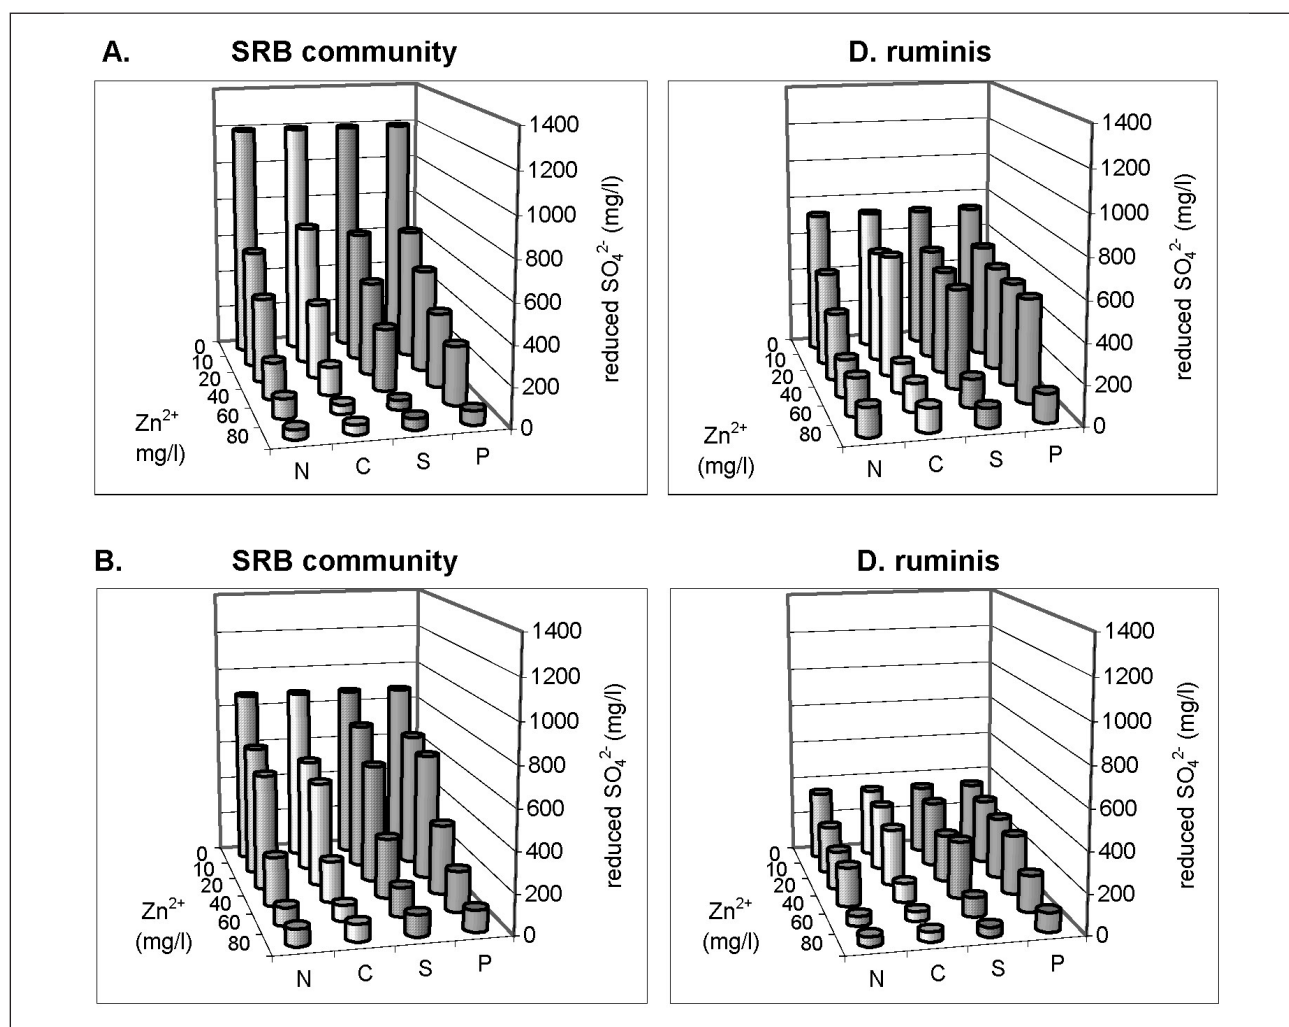 A. SRB community
D. ruminis
1400
1200
1000
800
600
400
200
0
reduced SO₄²⁻ (mg/l)
0
10
20
40
60
80
Zn²⁺
mg/l)
N C S P
1400
1200
1000
800
600
400
200
0
reduced SO₄²⁻ (mg/l)
0
10
20
40
60
80
Zn²⁺
(mg/l)
N C S P
B. SRB community
D. ruminis
1400
1200
1000
800
600
400
200
0
reduced SO₄²⁻ (mg/l)
0
10
20
40
60
80
Zn²⁺
(mg/l)
N C S P
1400
1200
1000
800
600
400
200
0
reduced SO₄²⁻ (mg/l)
0
10
20
40
60
80
Zn²⁺
(mg/l)
N C S P